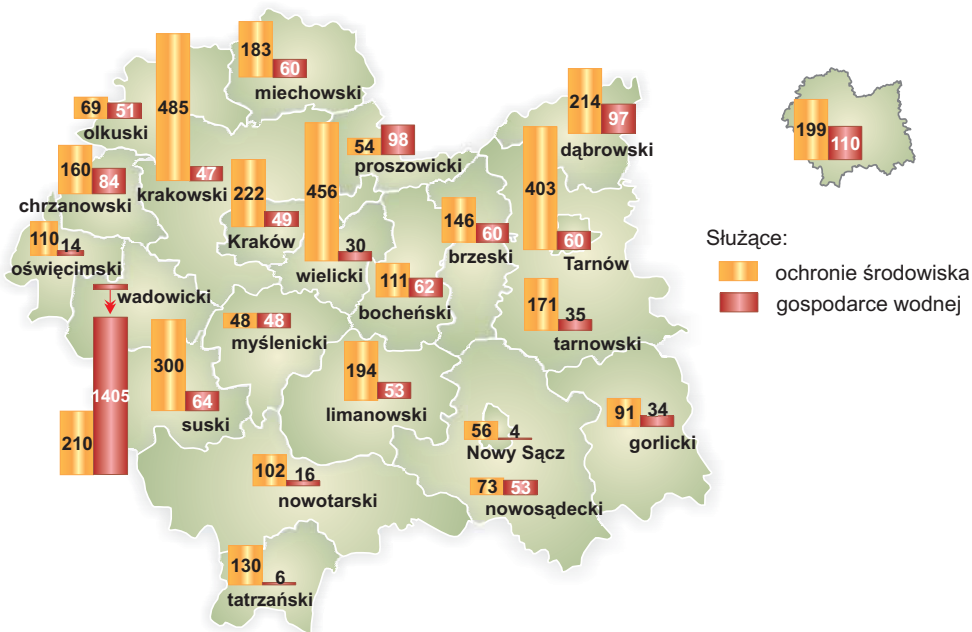 183
60
miechowski
69
51
olkuski
485
47
krakowski
54
98
proszowicki
214
97
dąbrowski
199
110
160
84
chrzanowski
222
49
Kraków
456
30
wielicki
146
60
brzeski
403
60
Tarnów
110
14
oświęcimski
111
62
bocheński
171
35
tarnowski
wadowicki
210
1405
300
64
suski
48
48
myślenicki
194
53
limanowski
56
4
Nowy Sącz
91
34
gorlicki
102
16
nowotarski
73
53
nowosądecki
130
6
tatrzański
Służące:
ochronie środowiska
gospodarce wodnej